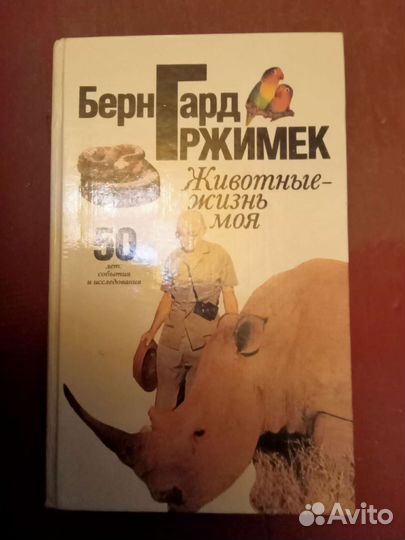 Бернгард
Гржимек
Животные-
жизнь
моя
50
лет:
события
и исследования
Avito